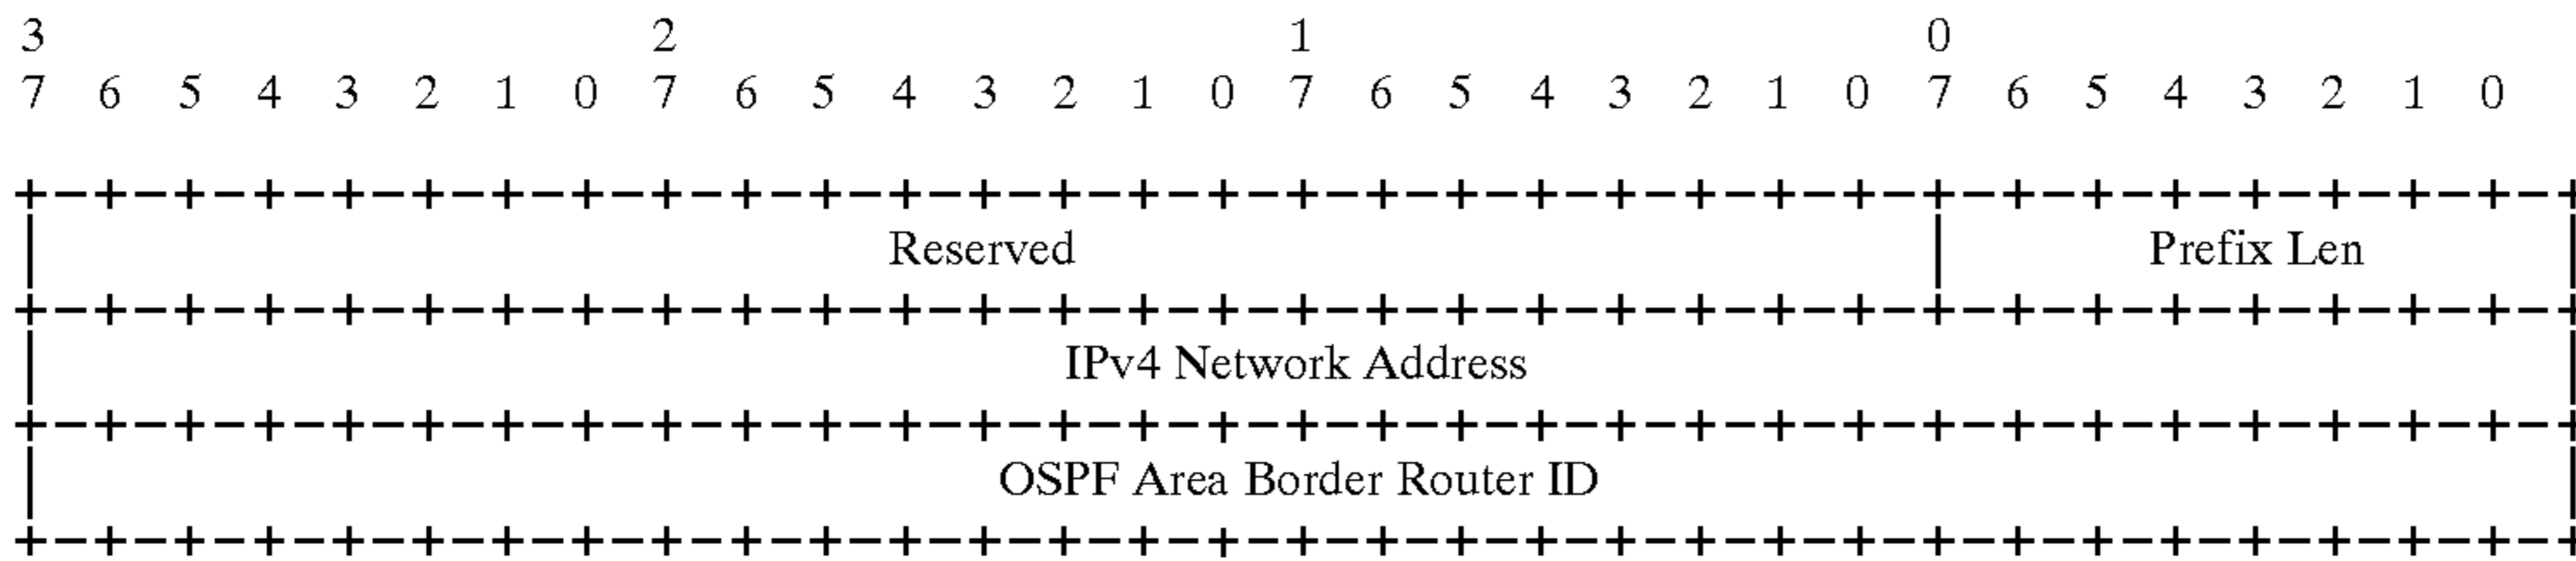 3 2 1 0
7 6 5 4 3 2 1 0 7 6 5 4 3 2 1 0 7 6 5 4 3 2 1 0 7 6 5 4 3 2 1 0
+-+-+-+-+-+-+-+-+-+-+-+-+-+-+-+-+-+-+-+-+-+-+-+-+-+-+-+-+-+-+-+-+
| Reserved | Prefix Len |
+-+-+-+-+-+-+-+-+-+-+-+-+-+-+-+-+-+-+-+-+-+-+-+-+-+-+-+-+-+-+-+-+
| IPv4 Network Address |
+-+-+-+-+-+-+-+-+-+-+-+-+-+-+-+-+-+-+-+-+-+-+-+-+-+-+-+-+-+-+-+-+
| OSPF Area Border Router ID |
+-+-+-+-+-+-+-+-+-+-+-+-+-+-+-+-+-+-+-+-+-+-+-+-+-+-+-+-+-+-+-+-+